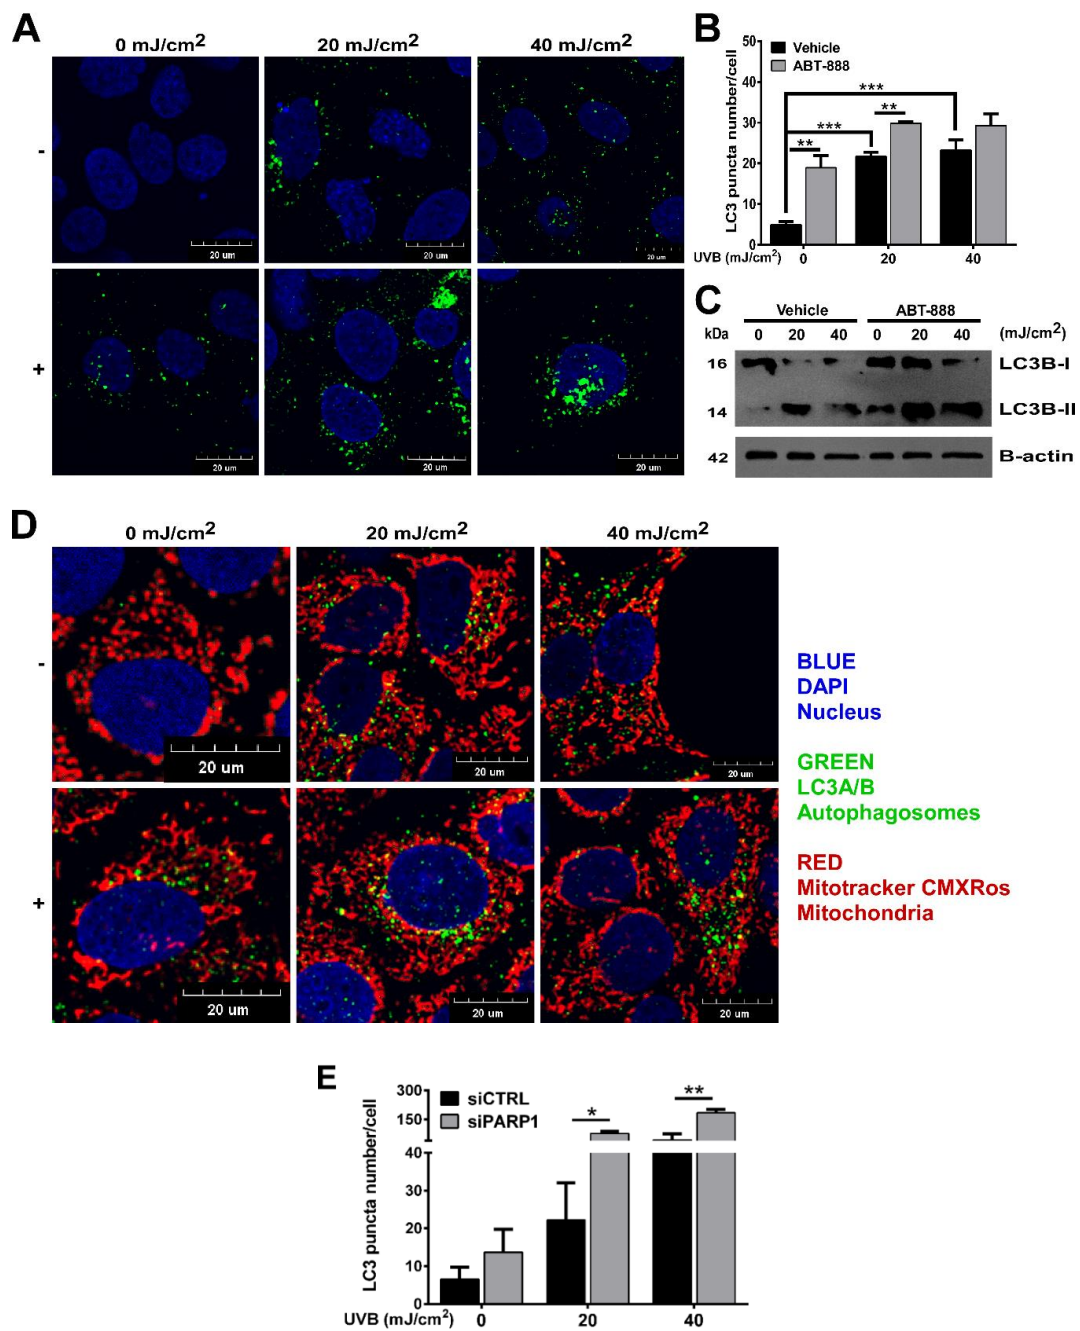 A
0 mJ/cm2
20 mJ/cm2
40 mJ/cm2
-
20 um
20 um
20 um
+
20 um
20 um
20 um
B
Vehicle
ABT-888
LC3 puncta number/cell
50
40
30
20
10
0
**
***
**
***
UVB (mJ/cm2)
0
20
40
C
Vehicle
ABT-888
kDa
0 20 40 0 20 40
(mJ/cm2)
16
LC3B-I
14
LC3B-II
42
B-actin
D
0 mJ/cm2
20 mJ/cm2
40 mJ/cm2
-
20 um
20 um
20 um
+
20 um
20 um
20 um
BLUE
DAPI
Nucleus
GREEN
LC3A/B
Autophagosomes
RED
Mitotracker CMXRos
Mitochondria
E
siCTRL
siPARP1
LC3 puncta number/cell
300
150
40
30
20
10
0
*
**
UVB (mJ/cm2)
0
20
40